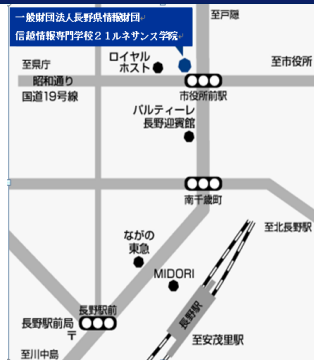 一般財団法人長野県情報財団
信越情報専門学校21ルネサンス学院
至戸隠
ロイヤル
ホスト
至県庁
至市役所
昭和通り
国道19号線
市役所前駅
パルティーレ
長野迎賓館
南千歳町
至北長野駅
ながの
東急
MIDORI
長野駅前
長野駅前局
〒
長野駅
至安茂里駅
至川中島